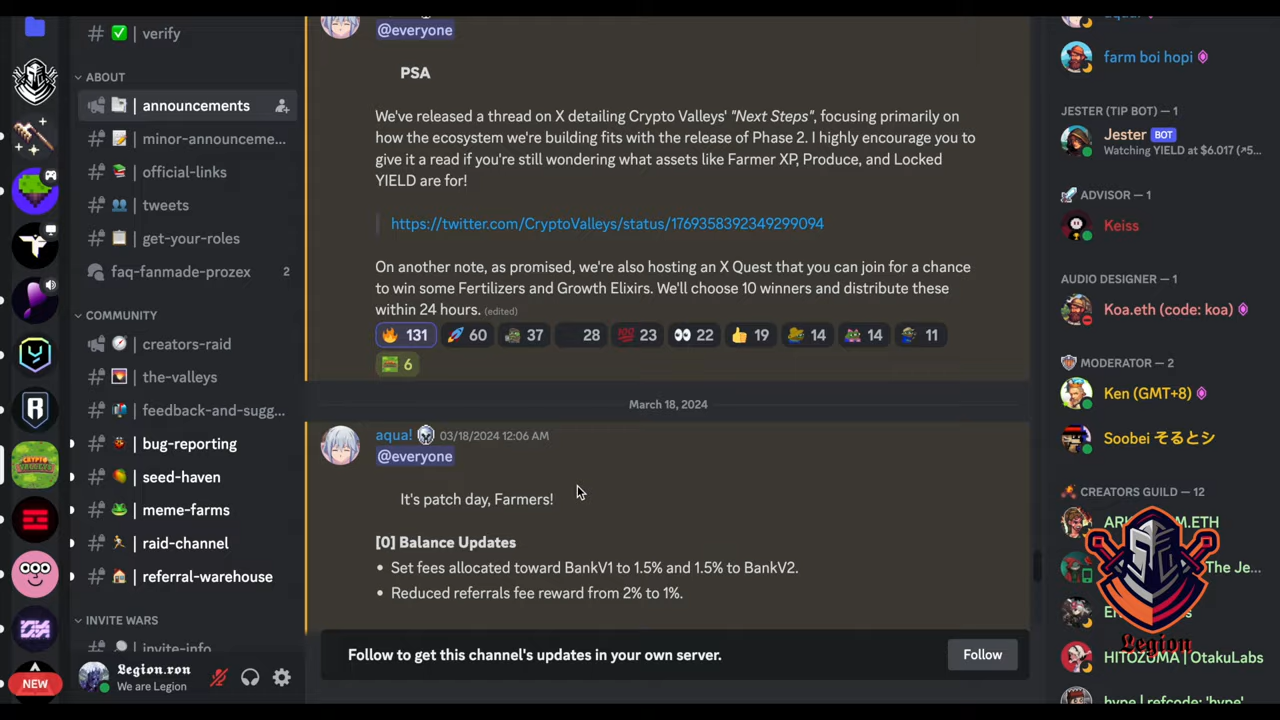 verify
ABOUT
announcements
minor-announceme...
official-links
tweets
get-your-roles
faq-fanmade-prozex 2
COMMUNITY
creators-raid
the-valleys
feedback-and-sugg...
bug-reporting
seed-haven
meme-farms
raid-channel
referral-warehouse
INVITE WARS
invite-info
NEW
𝕷𝖊𝖌𝖎𝖔𝖓.𝖗𝖔𝖓
We are Legion
@everyone
PSA
We've released a thread on X detailing Crypto Valleys' "Next Steps", focusing primarily on
how the ecosystem we're building fits with the release of Phase 2. I highly encourage you to
give it a read if you're still wondering what assets like Farmer XP, Produce, and Locked
YIELD are for!
https://twitter.com/CryptoValleys/status/1769358392349299094
On another note, as promised, we're also hosting an X Quest that you can join for a chance
to win some Fertilizers and Growth Elixirs. We'll choose 10 winners and distribute these
within 24 hours. (edited)
131 60 37 28 23 22 19 14 14 11
6
March 18, 2024
aqua! 03/18/2024 12:06 AM
@everyone
It's patch day, Farmers!
[0] Balance Updates
• Set fees allocated toward BankV1 to 1.5% and 1.5% to BankV2.
• Reduced referrals fee reward from 2% to 1%.
Follow to get this channel's updates in your own server.
Follow
farm boi hopi
JESTER (TIP BOT) — 1
Jester BOT
Watching YIELD at $6.017 (↗5...
ADVISOR — 1
Keiss
AUDIO DESIGNER — 1
Koa.eth (code: koa)
MODERATOR — 2
Ken (GMT+8)
Soobei そるとシ
CREATORS GUILD — 12
The Je...
HITOZUMA | OtakuLabs
hype | refcode: 'hype'
Legion